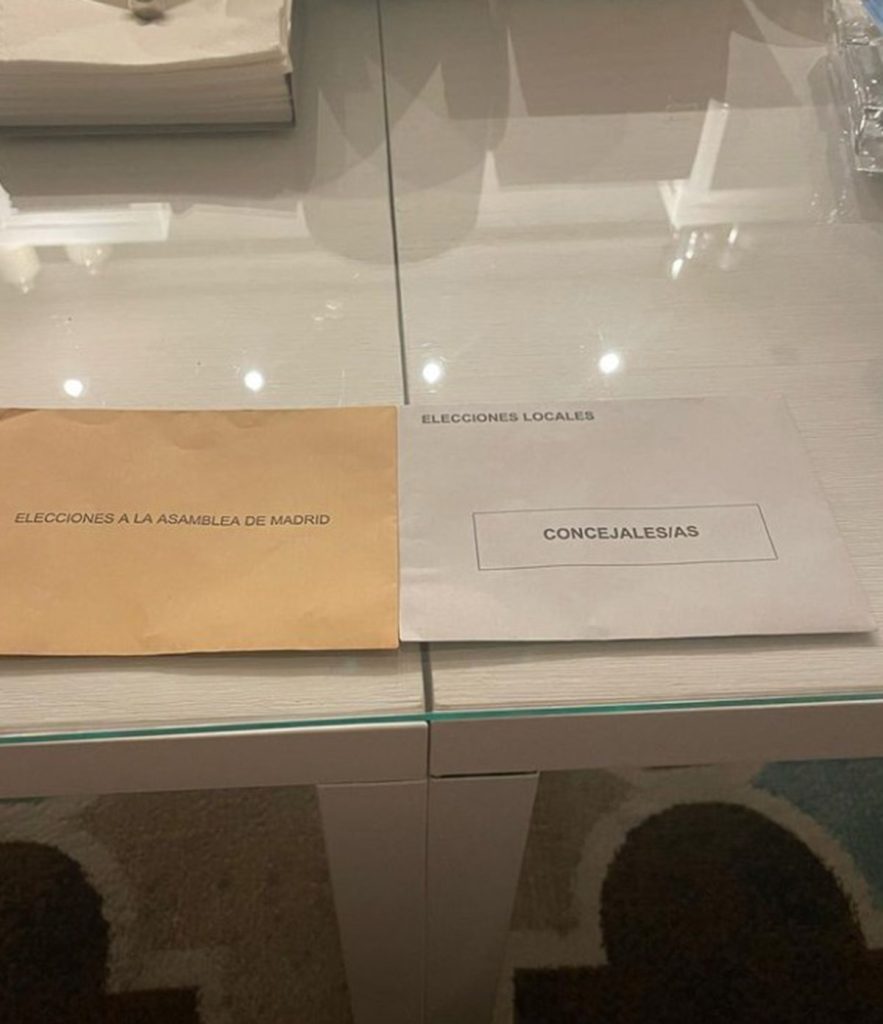 ELECCIONES A LA ASAMBLEA DE MADRID
ELECCIONES LOCALES
CONCEJALES/AS